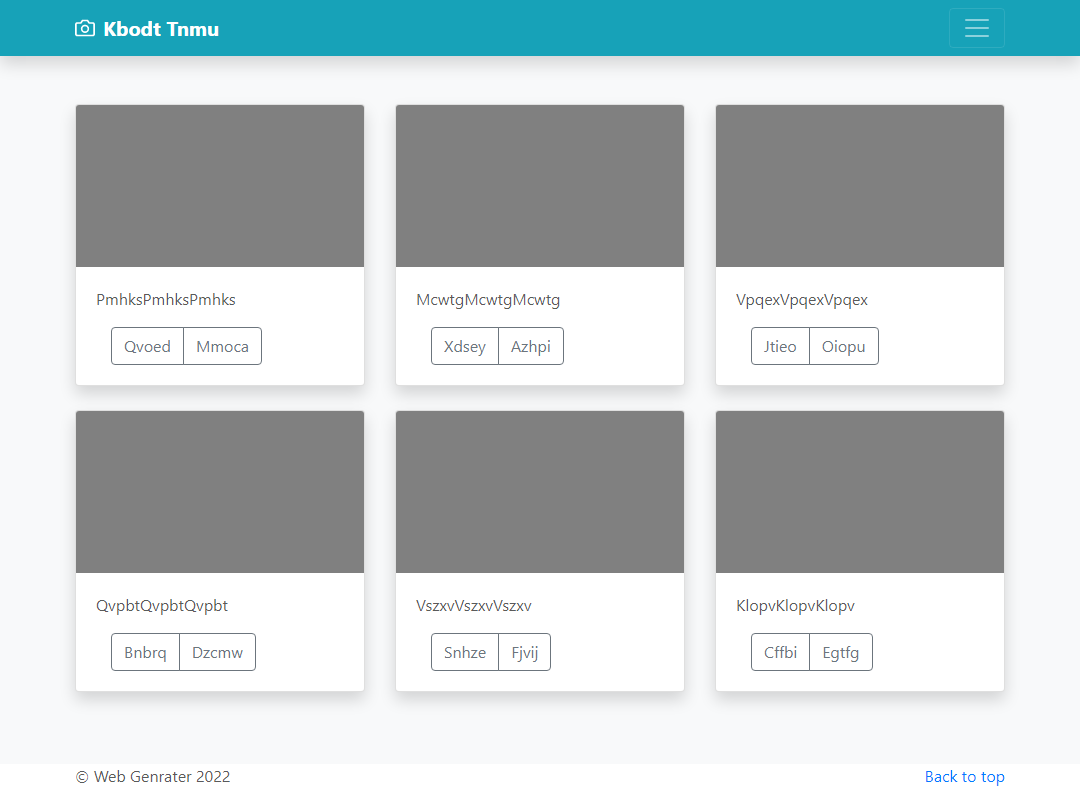 Kbodt Tnmu
PmhksPmhksPmhks
Qvoed Mmoca
McwtgMcwtgMcwtg
Xdsey Azhpi
VpqexVpqexVpqex
Jtieo Oiopu
QvpbtQvpbtQvpbt
Bnbrq Dzcmw
VszxvVszxvVszxv
Snhze Fjvij
KlopvKlopvKlopv
Cffbi Egtfg
© Web Genrater 2022
Back to top